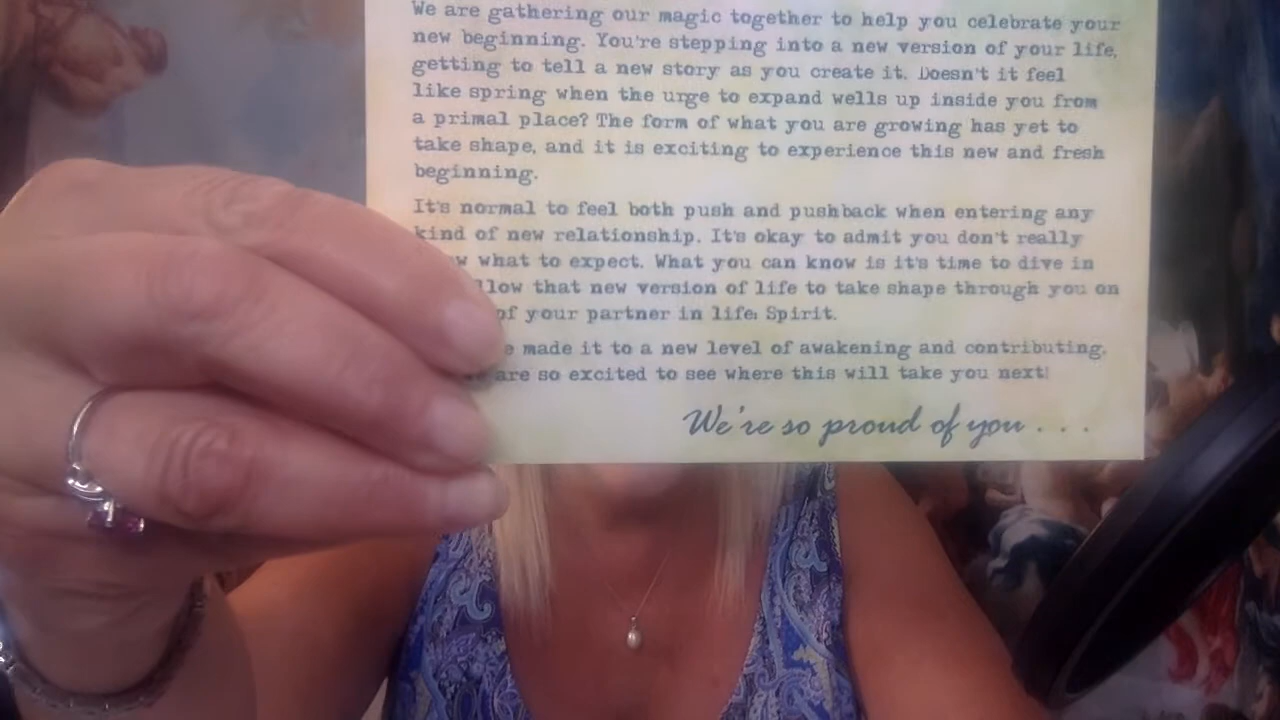 We are gathering our magic together to help you celebrate your
new beginning. You're stepping into a new version of your life,
getting to tell a new story as you create it. Doesn't it feel
like spring when the urge to expand wells up inside you from
a primal place? The form of what you are growing has yet to
take shape, and it is exciting to experience this new and fresh
beginning.
It's normal to feel both push and pushback when entering any
kind of new relationship. It's okay to admit you don't really
what to expect. What you can know is it's time to dive in
that new version of life to take shape through you on
of your partner in life: Spirit.
made it to a new level of awakening and contributing.
are so excited to see where this will take you next!
We're so proud of you . . .